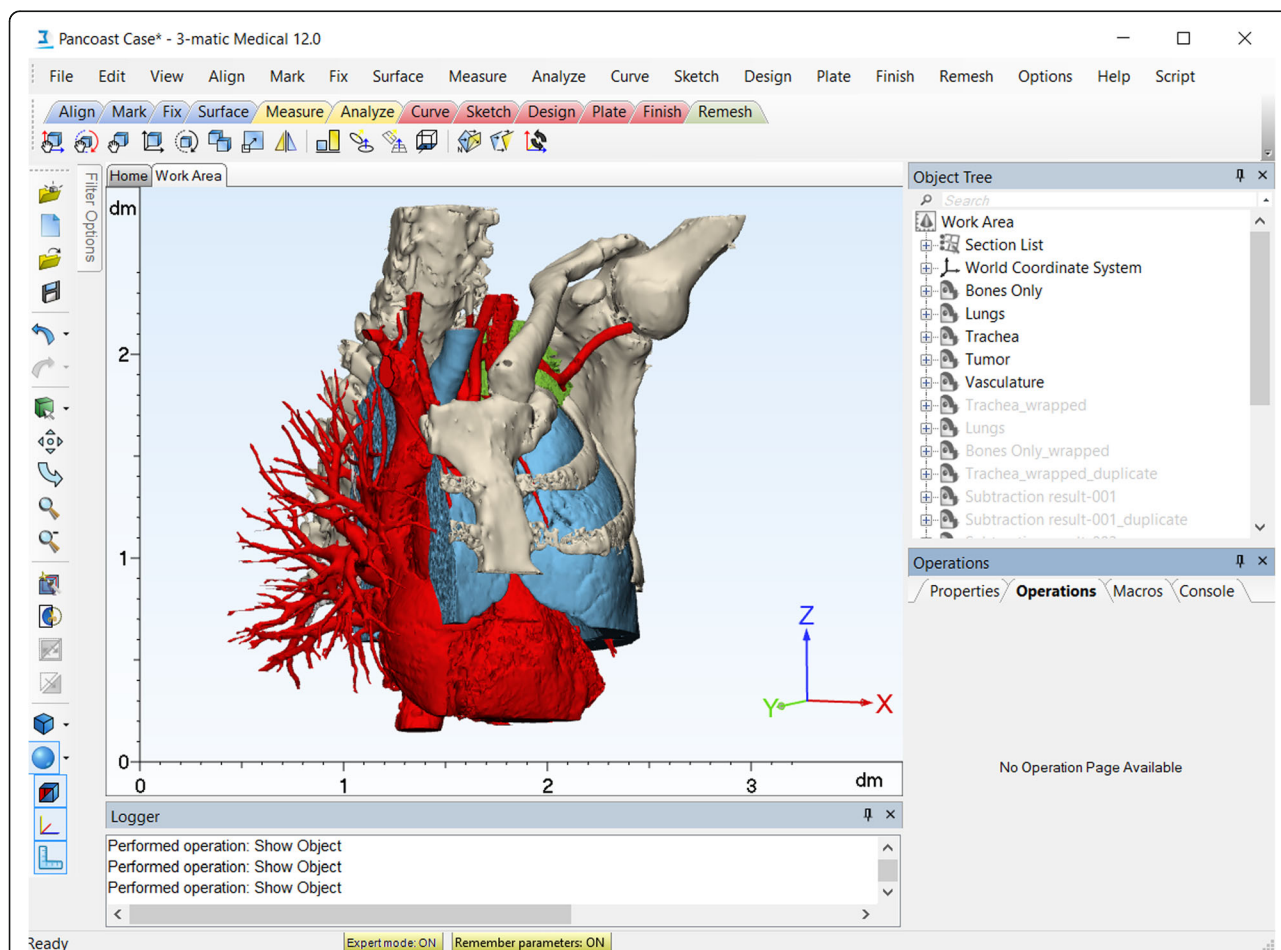 Pancoast Case* - 3-matic Medical 12.0
File Edit View Align Mark Fix Surface Measure Analyze Curve Sketch Design Plate Finish Remesh Options Help Script
Align Mark Fix Surface Measure Analyze Curve Sketch Design Plate Finish Remesh
Filter Options
Home Work Area
dm
2
1
0
0 1 2 3 dm
Z
Y X
Object Tree
Search
Work Area
Section List
World Coordinate System
Bones Only
Lungs
Trachea
Tumor
Vasculature
Trachea_wrapped
Lungs
Bones Only_wrapped
Trachea_wrapped_duplicate
Subtraction result-001
Subtraction result-001_duplicate
Operations
Properties Operations Macros Console
No Operation Page Available
Logger
Performed operation: Show Object
Performed operation: Show Object
Performed operation: Show Object
Ready Expert mode: ON Remember parameters: ON